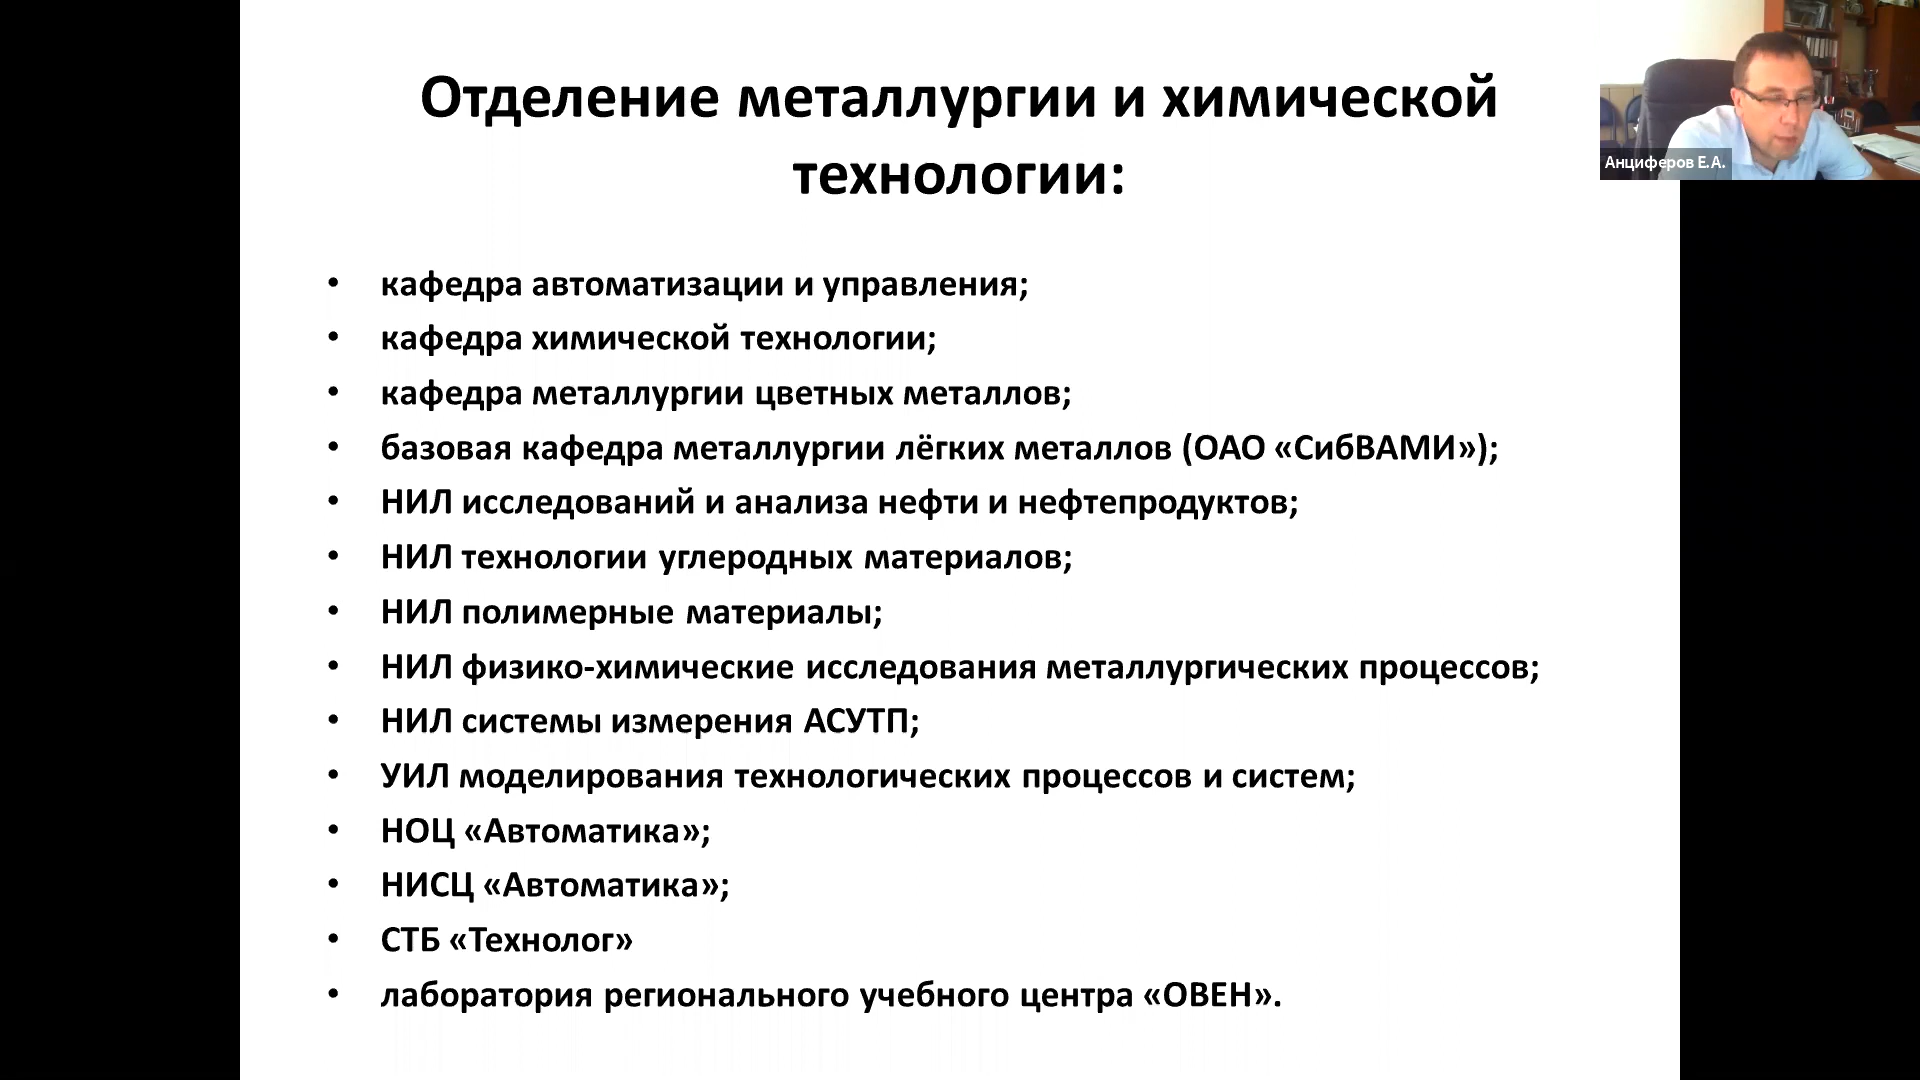 Отделение металлургии и химической
технологии:
Анциферов Е.А.
• кафедра автоматизации и управления;
• кафедра химической технологии;
• кафедра металлургии цветных металлов;
• базовая кафедра металлургии лёгких металлов (ОАО «СибВАМИ»);
• НИЛ исследований и анализа нефти и нефтепродуктов;
• НИЛ технологии углеродных материалов;
• НИЛ полимерные материалы;
• НИЛ физико-химические исследования металлургических процессов;
• НИЛ системы измерения АСУТП;
• УИЛ моделирования технологических процессов и систем;
• НОЦ «Автоматика»;
• НИСЦ «Автоматика»;
• СТБ «Технолог»
• лаборатория регионального учебного центра «ОВЕН».